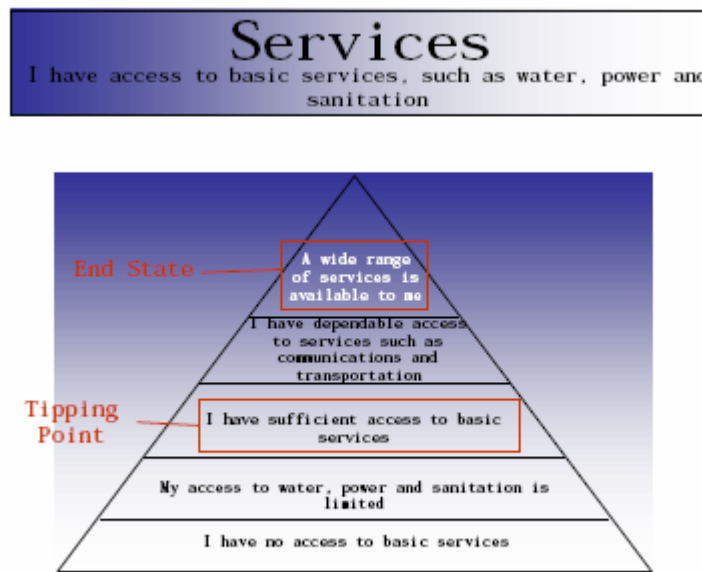 Services
I have access to basic services, such as water, power and
sanitation
End State
A wide range
of services is
available to me
I have dependable access
to services such as
communications and
transportation
Tipping
Point
I have sufficient access to basic
services
My access to water, power and sanitation is
limited
I have no access to basic services